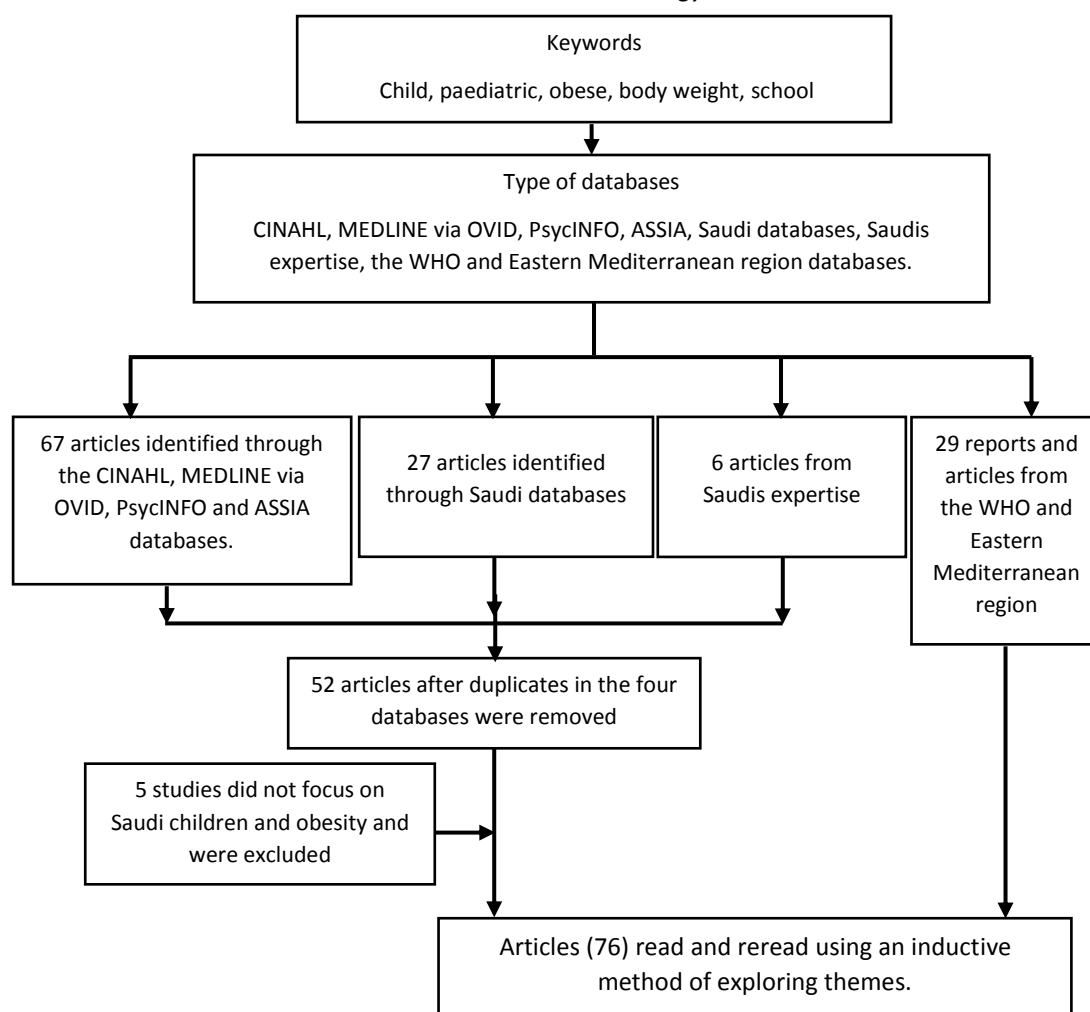 Keywords
Child, paediatric, obese, body weight, school
Type of databases
CINAHL, MEDLINE via OVID, PsycINFO, ASSIA, Saudi databases, Saudis
expertise, the WHO and Eastern Mediterranean region databases.
67 articles identified through
the CINAHL, MEDLINE via
OVID, PsycINFO and ASSIA
databases.
27 articles identified
through Saudi databases
6 articles from
Saudis expertise
29 reports and
articles from
the WHO and
Eastern
Mediterranean
region
52 articles after duplicates in the four
databases were removed
5 studies did not focus on
Saudi children and obesity and
were excluded
Articles (76) read and reread using an inductive
method of exploring themes.